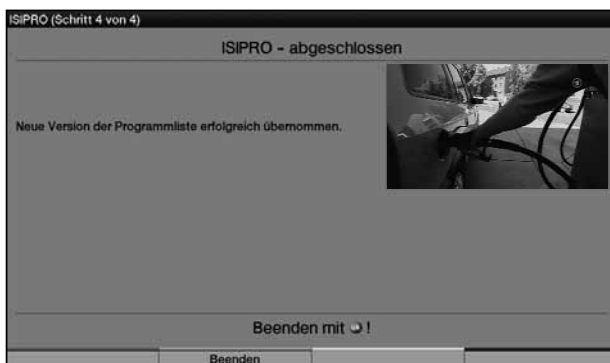 ISIPRO (Schritt 4 von 4)
ISIPRO - abgeschlossen
Neue Version der Programmliste erfolgreich übernommen.
Beenden mit !
Beenden